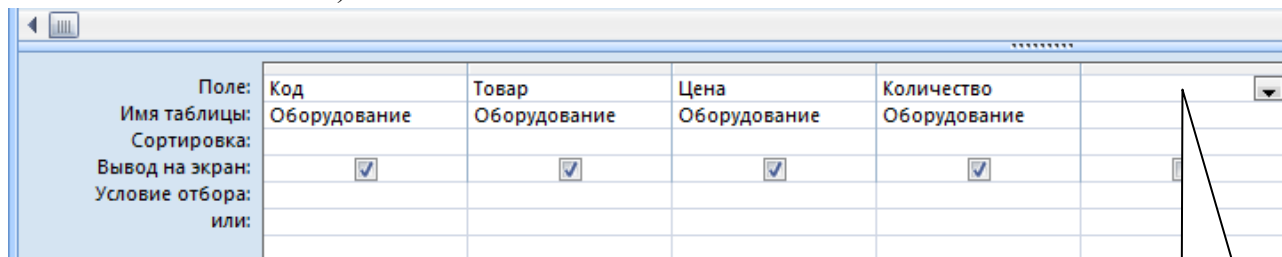 Поле: Код Товар Цена Количество
Имя таблицы: Оборудование Оборудование Оборудование Оборудование
Сортировка:
Вывод на экран:
Условие отбора:
или: